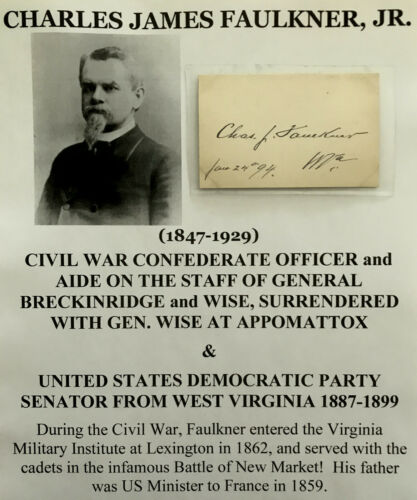 CHARLES JAMES FAULKNER, JR.
Chas. J. Faulkner
Jan 24th 94. W Va.
(1847-1929)
CIVIL WAR CONFEDERATE OFFICER and
AIDE ON THE STAFF OF GENERAL
BRECKINRIDGE and WISE, SURRENDERED
WITH GEN. WISE AT APPOMATTOX
&
UNITED STATES DEMOCRATIC PARTY
SENATOR FROM WEST VIRGINIA 1887-1899
During the Civil War, Faulkner entered the Virginia
Military Institute at Lexington in 1862, and served with the
cadets in the infamous Battle of New Market!  His father
was US Minister to France in 1859.